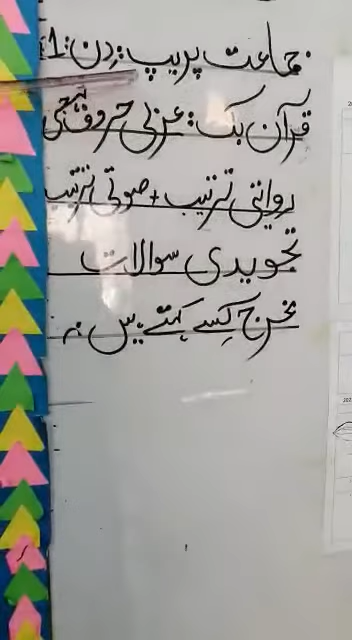 جماعت پریپ: دن: 1
قرآن بک: عربی حروف تہجی
روایتی ترتیب + صوتی ترتیب
تجویدی سوالات
مخرج کسے کہتے ہیں؟